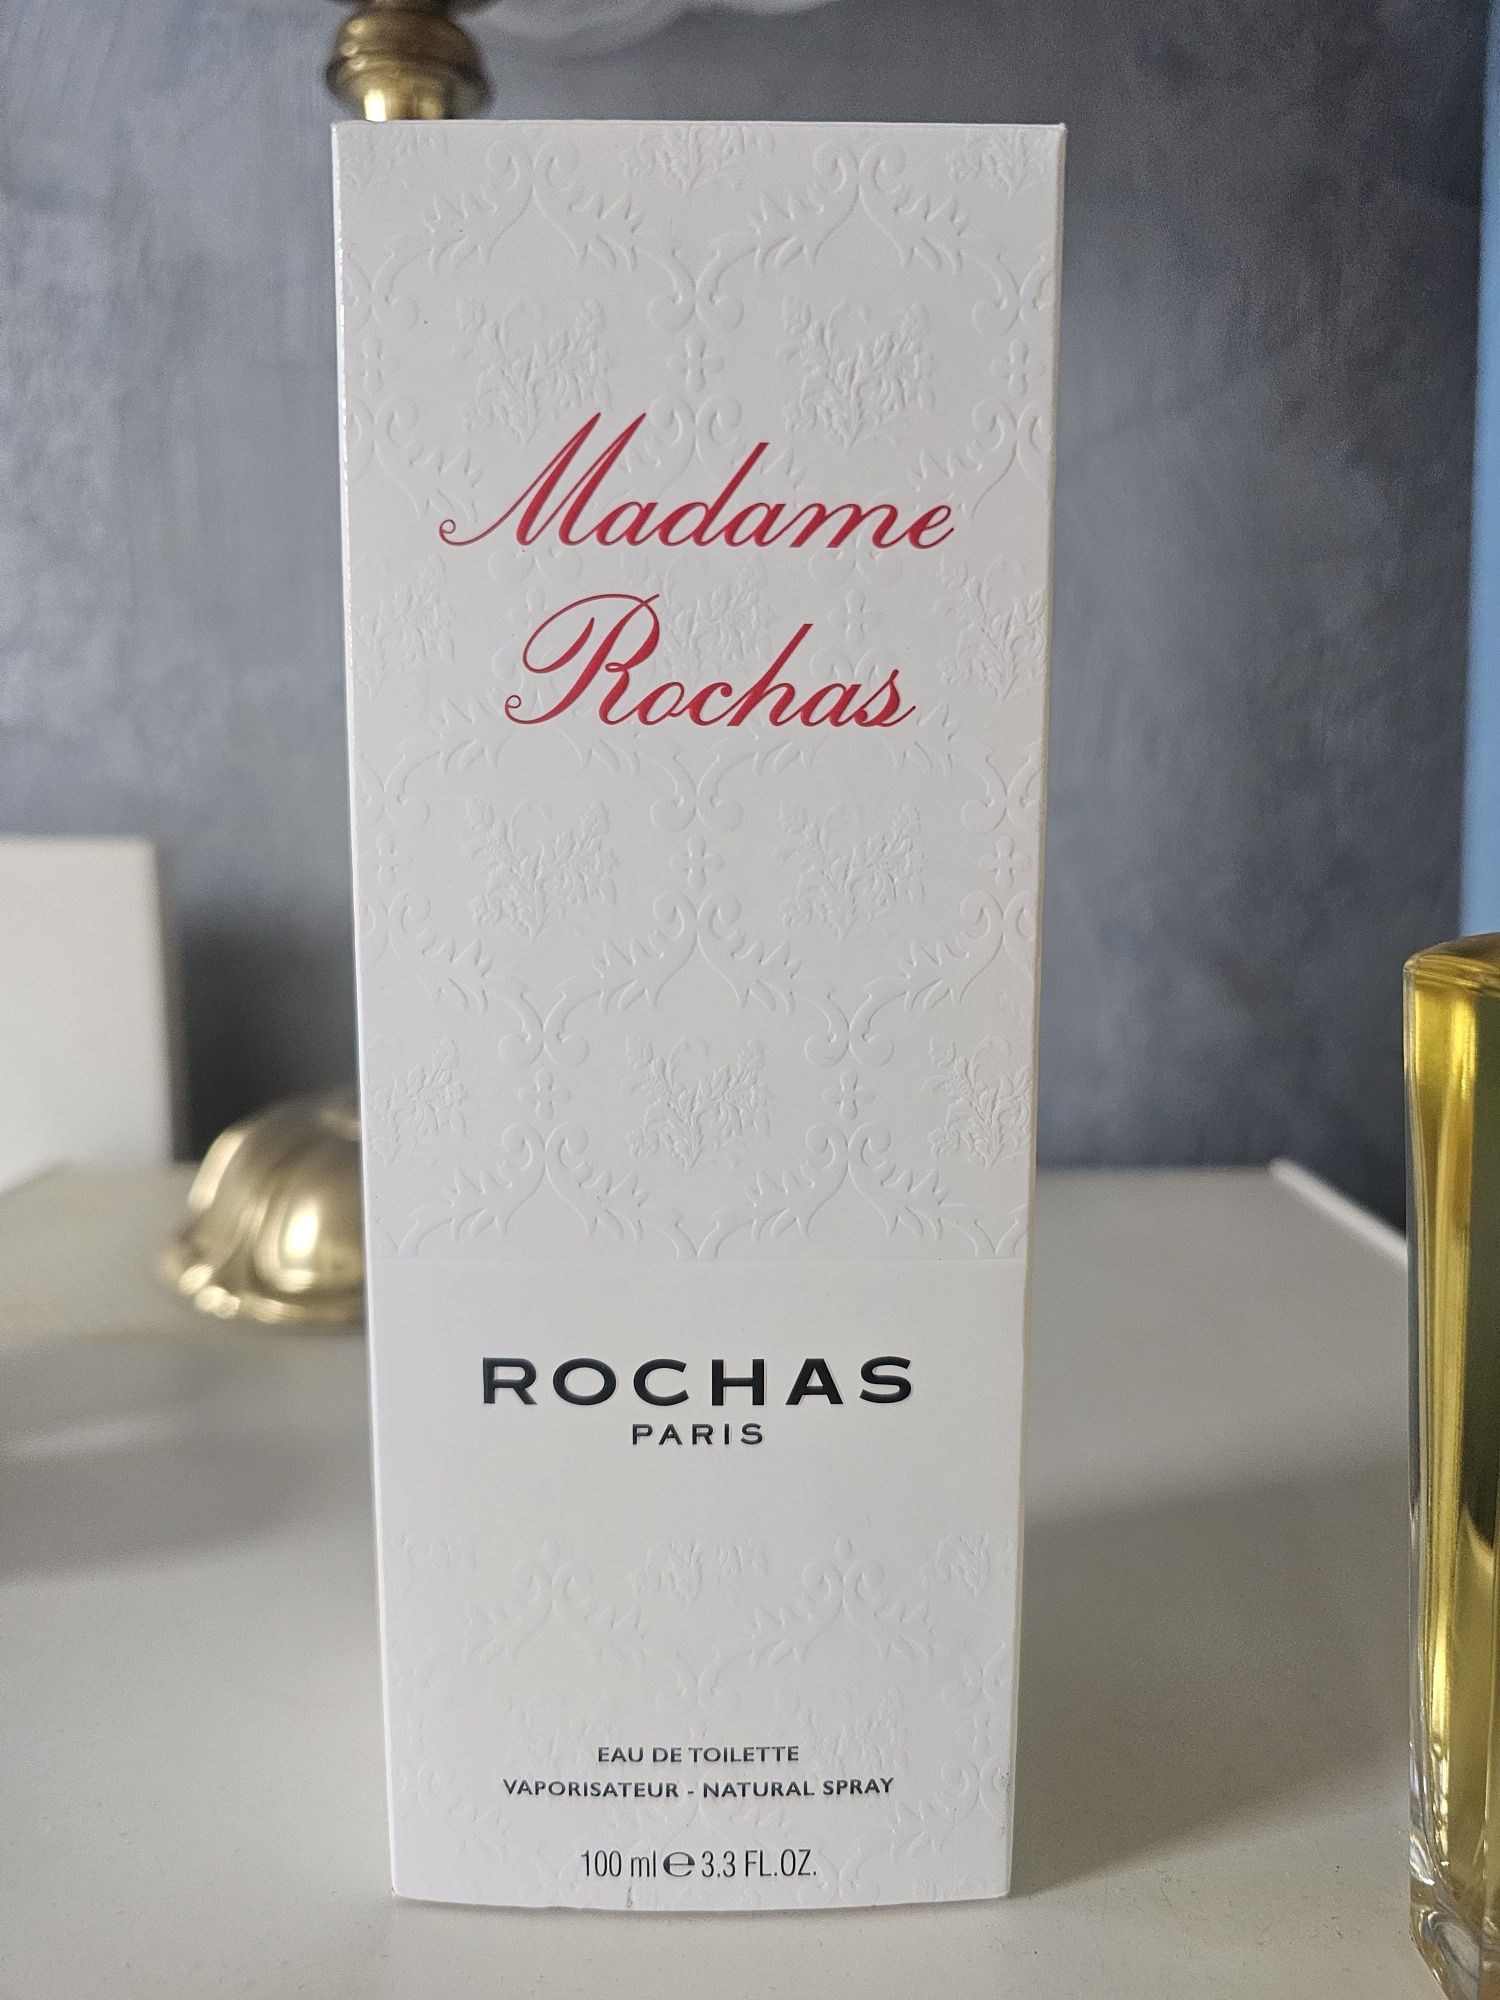 Madame
Rochas
ROCHAS
PARIS
EAU DE TOILETTE
VAPORISATEUR - NATURAL SPRAY
100 ml ℮ 3.3 FL.OZ.